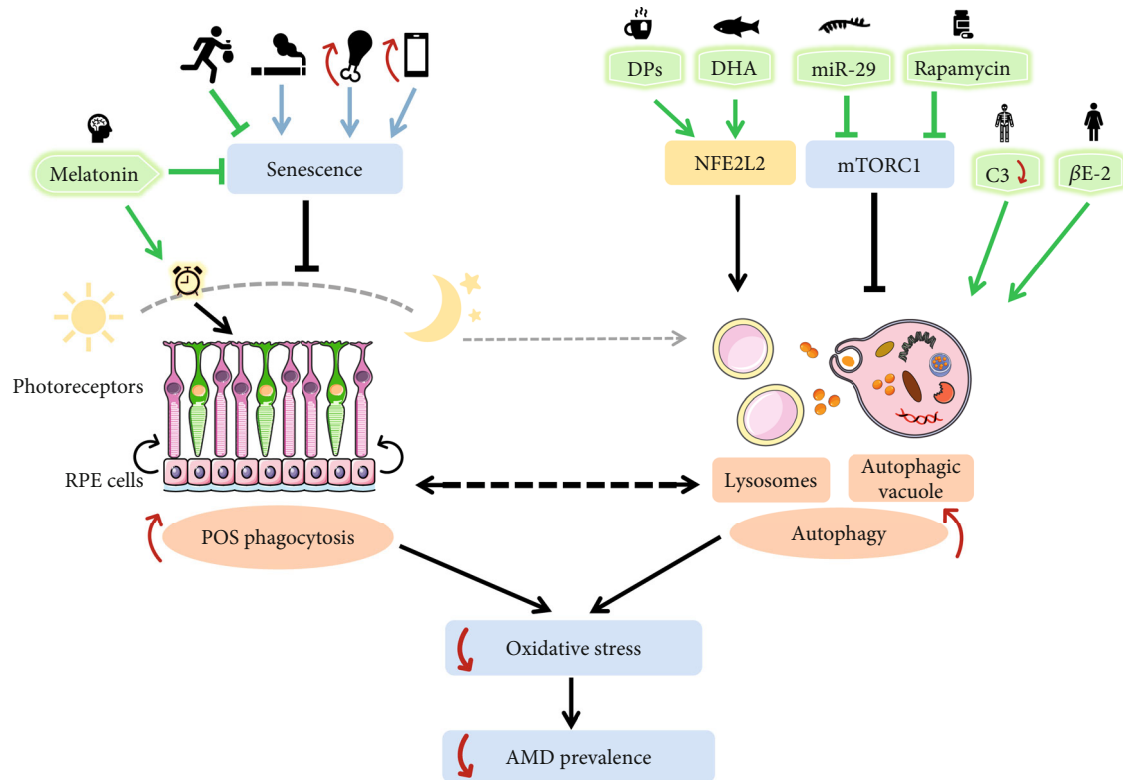 DPs
DHA
miR-29
Rapamycin
Melatonin
Senescence
NFE2L2
mTORC1
C3
βE-2
Photoreceptors
RPE cells
Lysosomes
Autophagic
vacuole
POS phagocytosis
Autophagy
Oxidative stress
AMD prevalence